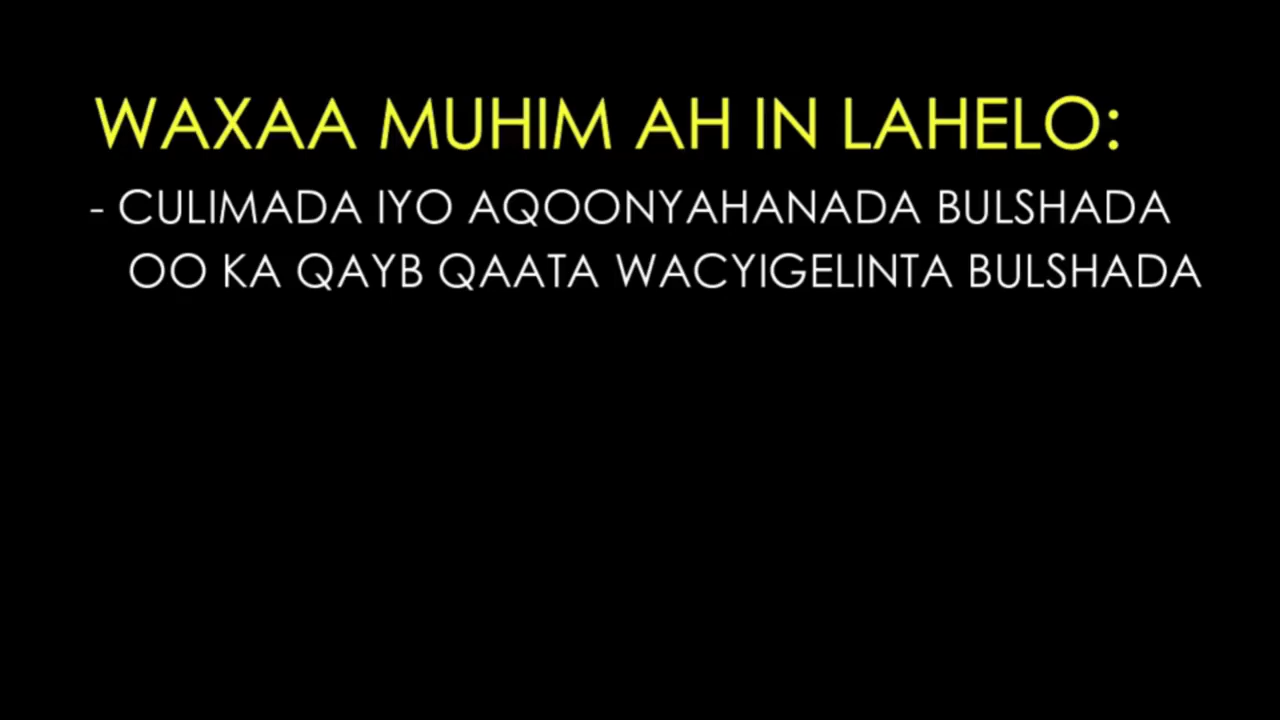 WAXAA MUHIM AH IN LAHELO:
- CULIMADA IYO AQOONYAHANADA BULSHADA
OO KA QAYB QAATA WACYIGELINTA BULSHADA